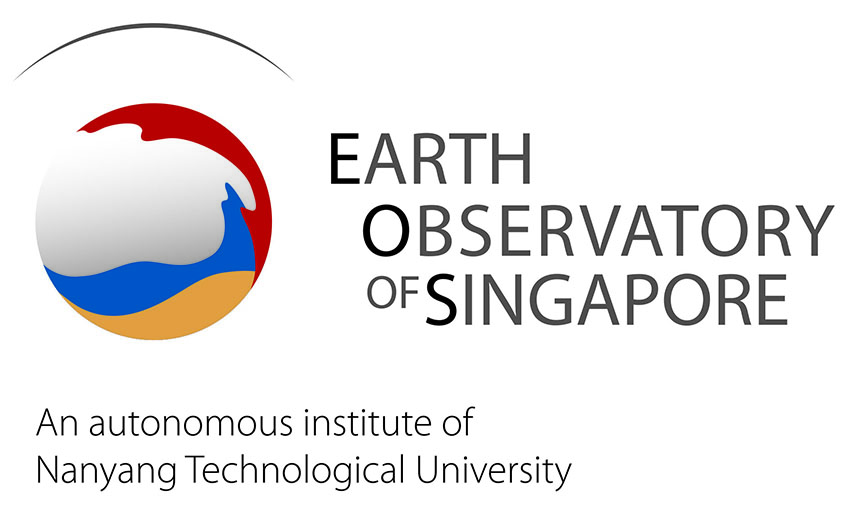 EARTH
OBSERVATORY
OF SINGAPORE
An autonomous institute of
Nanyang Technological University